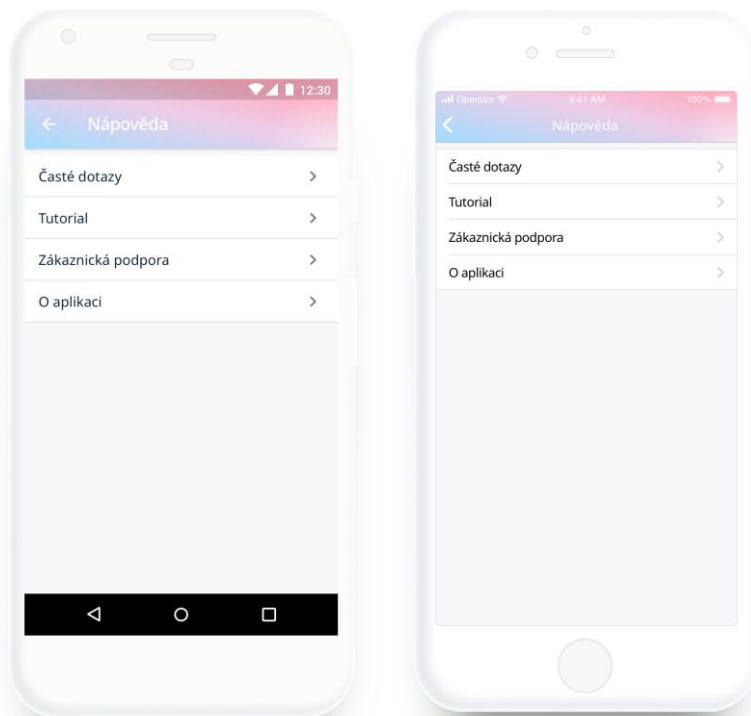 12:30
Nápověda
Časté dotazy
Tutorial
Zákaznická podpora
O aplikaci
Operátor 9:41 AM 100%
Nápověda
Časté dotazy
Tutorial
Zákaznická podpora
O aplikaci